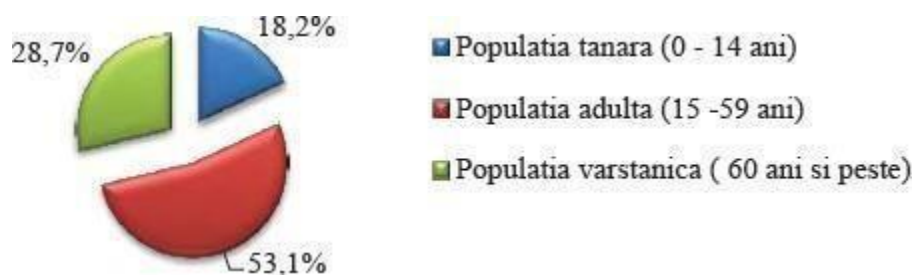 18,2%
28,7%
53,1%
Populatia tanara (0 - 14 ani)
Populatia adulta (15 -59 ani)
Populatia varstanica ( 60 ani si peste)